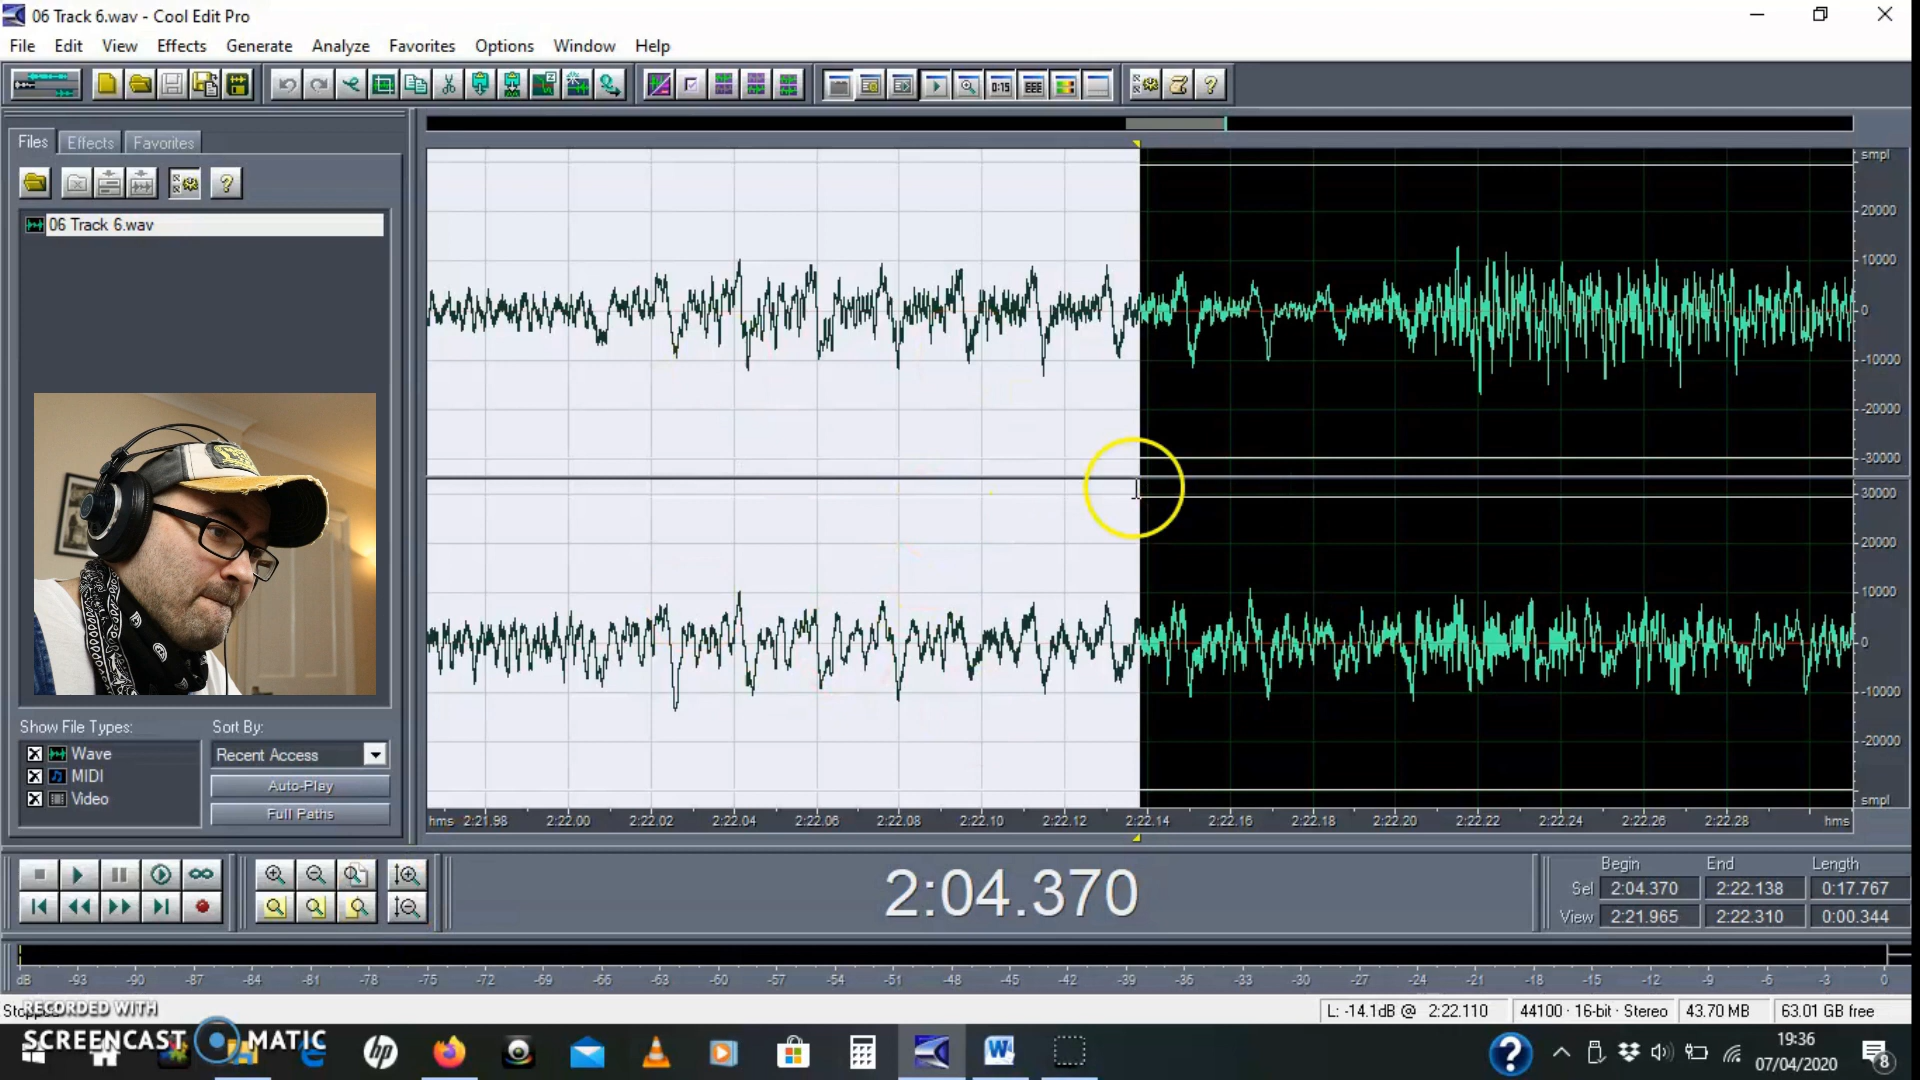 06 Track 6.wav - Cool Edit Pro
File Edit View Effects Generate Analyze Favorites Options Window Help
0:15
Files Effects Favorites
06 Track 6.wav
Show File Types:
Sort By:
Wave
MIDI
Video
Recent Access
Auto-Play
Full Paths
smpl
20000
10000
0
-10000
-20000
-30000
30000
20000
10000
0
-10000
-20000
smpl
hms 2:21.98 2:22.00 2:22.02 2:22.04 2:22.06 2:22.08 2:22.10 2:22.12 2:22.14 2:22.16 2:22.18 2:22.20 2:22.22 2:22.24 2:22.26 2:22.28 hms
2:04.370
Begin End Length
Sel 2:04.370 2:22.138 0:17.767
View 2:21.965 2:22.310 0:00.344
dB -93 -90 -87 -84 -81 -78 -75 -72 -69 -66 -63 -60 -57 -54 -51 -48 -45 -42 -39 -36 -33 -30 -27 -24 -21 -18 -15 -12 -9 -6 -3 0
Stopped
L: -14.1dB @ 2:22.110
44100 · 16-bit · Stereo
43.70 MB
63.01 GB free
RECORDED WITH
SCREENCAST MATIC
hp
W
19:36
07/04/2020
8